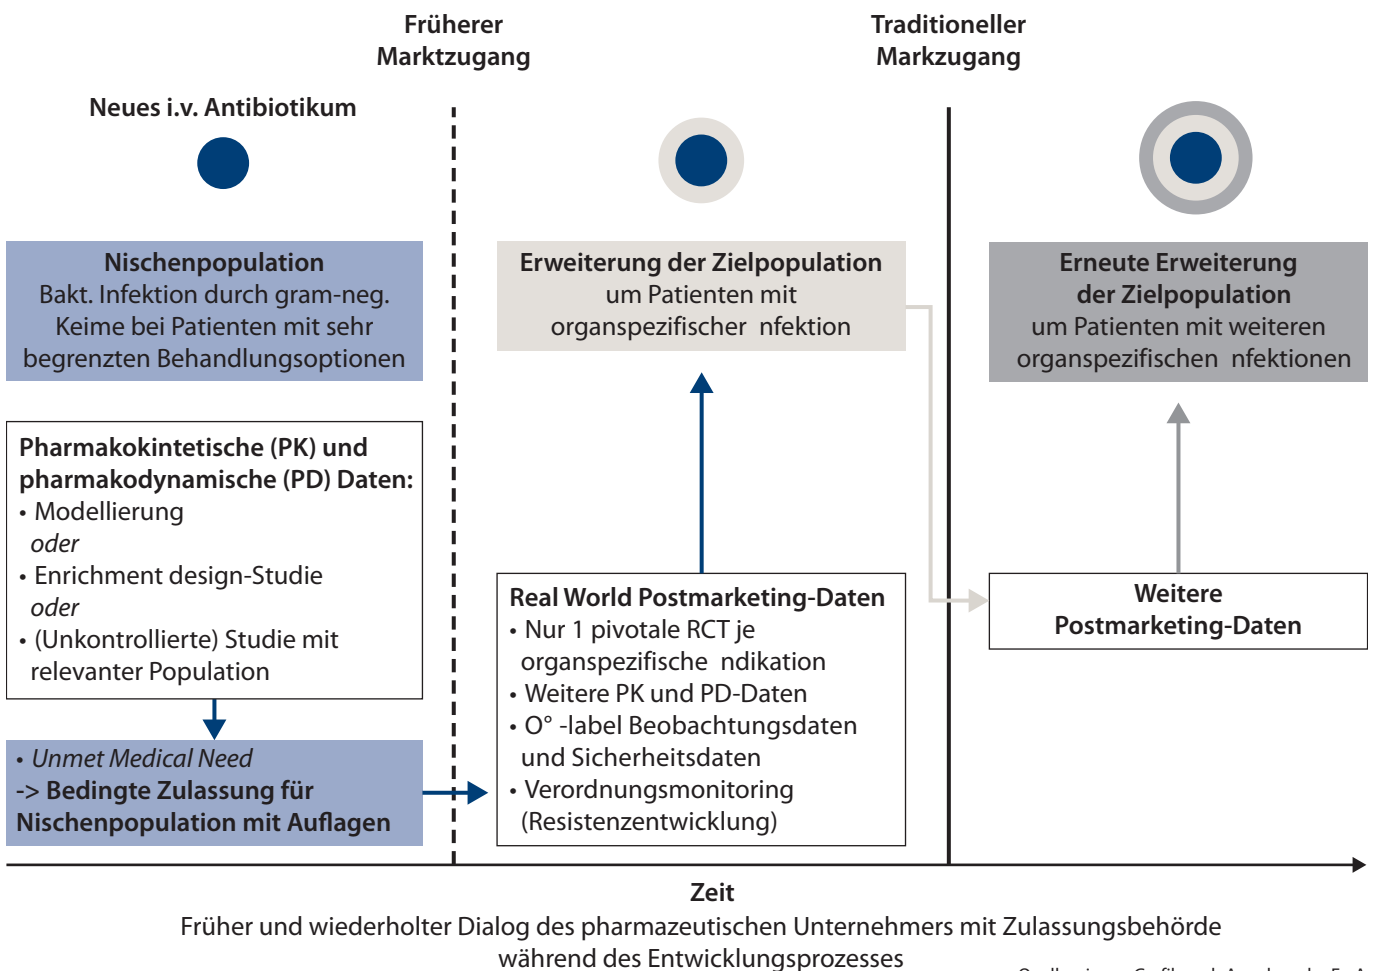 Früherer
Marktzugang
Traditioneller
Markzugang
Neues i.v. Antibiotikum
Nischenpopulation
Bakt. Infektion durch gram-neg.
Keime bei Patienten mit sehr
begrenzten Behandlungsoptionen
Erweiterung der Zielpopulation
um Patienten mit
organspezifischer nfektion
Erneute Erweiterung
der Zielpopulation
um Patienten mit weiteren
organspezifischen nfektionen
Pharmakokintetische (PK) und
pharmakodynamische (PD) Daten:
• Modellierung
oder
• Enrichment design-Studie
oder
• (Unkontrollierte) Studie mit
relevanter Population
• Unmet Medical Need
-> Bedingte Zulassung für
Nischenpopulation mit Auflagen
Real World Postmarketing-Daten
• Nur 1 pivotale RCT je
organspezifische ndikation
• Weitere PK und PD-Daten
• O° -label Beobachtungsdaten
und Sicherheitsdaten
• Verordnungsmonitoring
(Resistenzentwicklung)
Weitere
Postmarketing-Daten
Zeit
Früher und wiederholter Dialog des pharmazeutischen Unternehmers mit Zulassungsbehörde
während des Entwicklungsprozesses